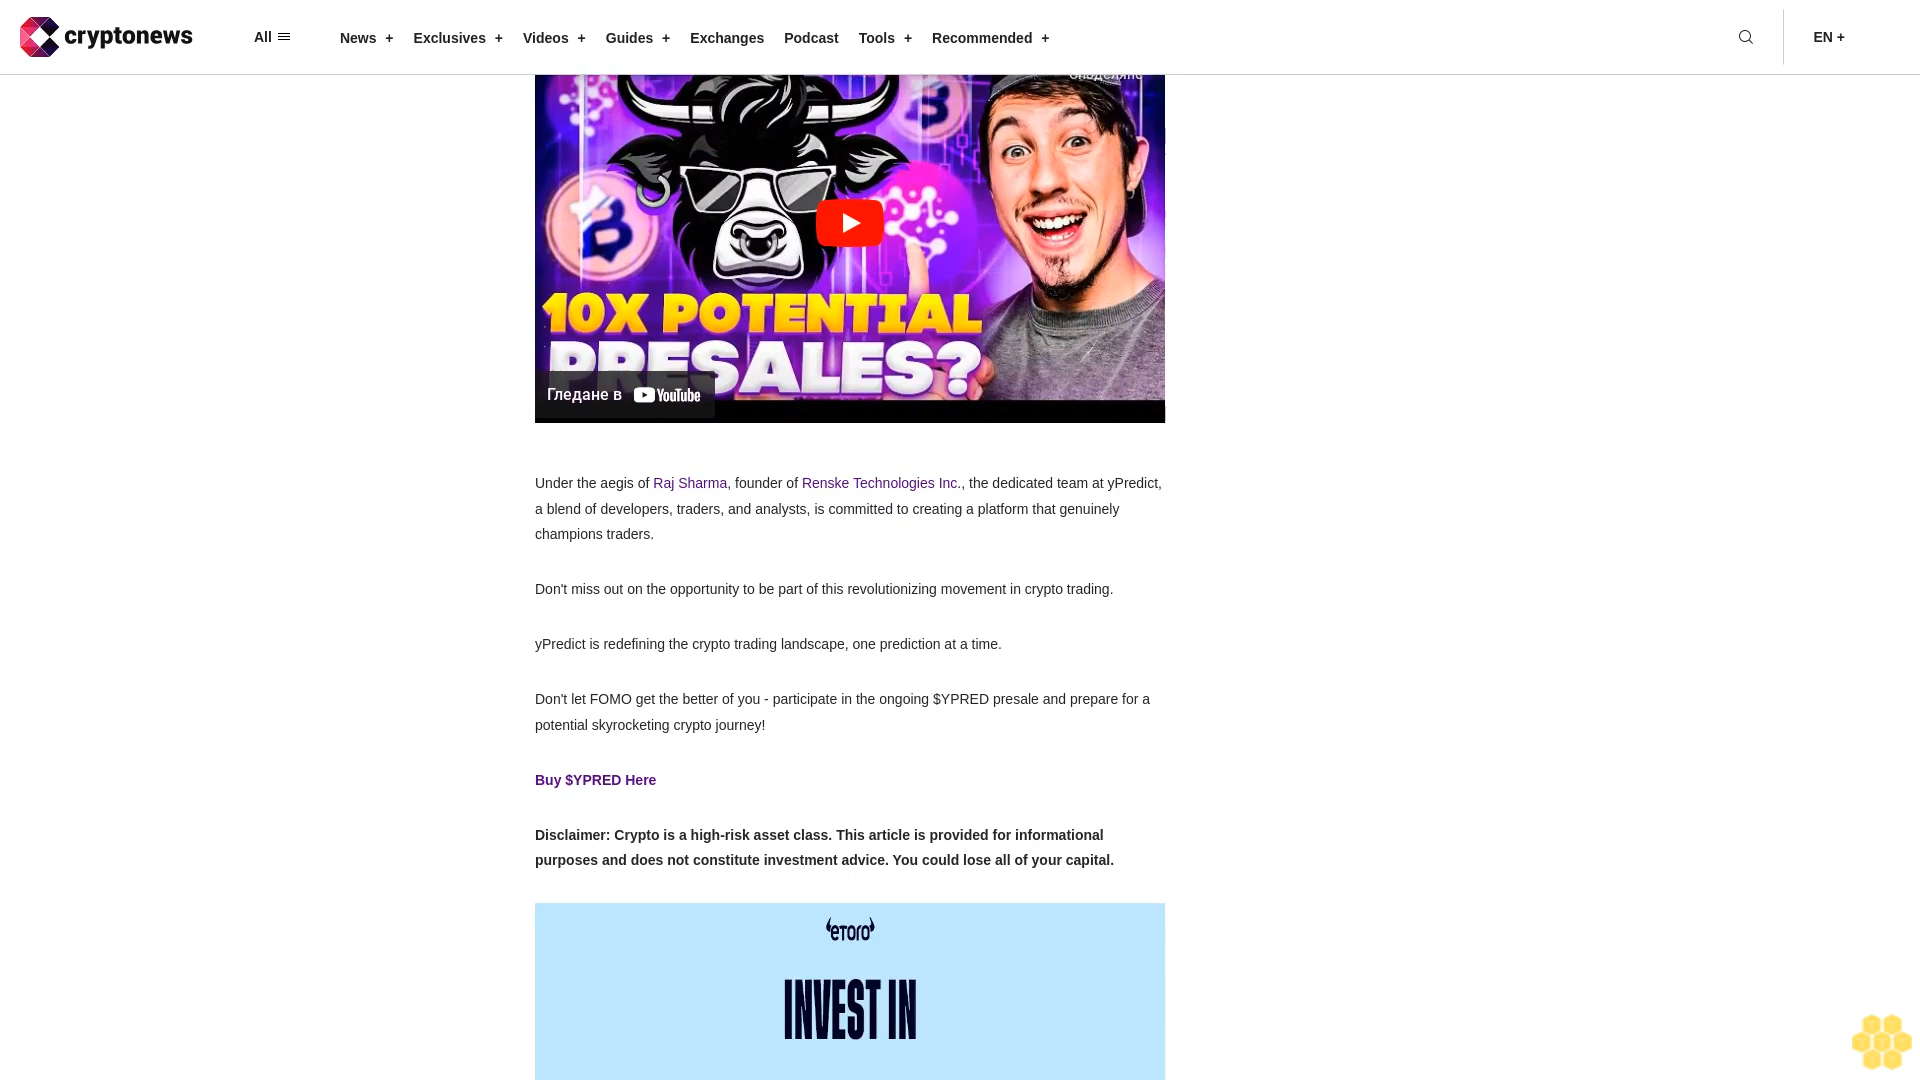 cryptonews
All
News + Exclusives + Videos + Guides + Exchanges Podcast Tools + Recommended +
EN +
10X POTENTIAL
PRESALES?
Гледане в YouTube
Under the aegis of Raj Sharma, founder of Renske Technologies Inc., the dedicated team at yPredict,
a blend of developers, traders, and analysts, is committed to creating a platform that genuinely
champions traders.
Don't miss out on the opportunity to be part of this revolutionizing movement in crypto trading.
yPredict is redefining the crypto trading landscape, one prediction at a time.
Don't let FOMO get the better of you - participate in the ongoing $YPRED presale and prepare for a
potential skyrocketing crypto journey!
Buy $YPRED Here
Disclaimer: Crypto is a high-risk asset class. This article is provided for informational
purposes and does not constitute investment advice. You could lose all of your capital.
eToro
INVEST IN